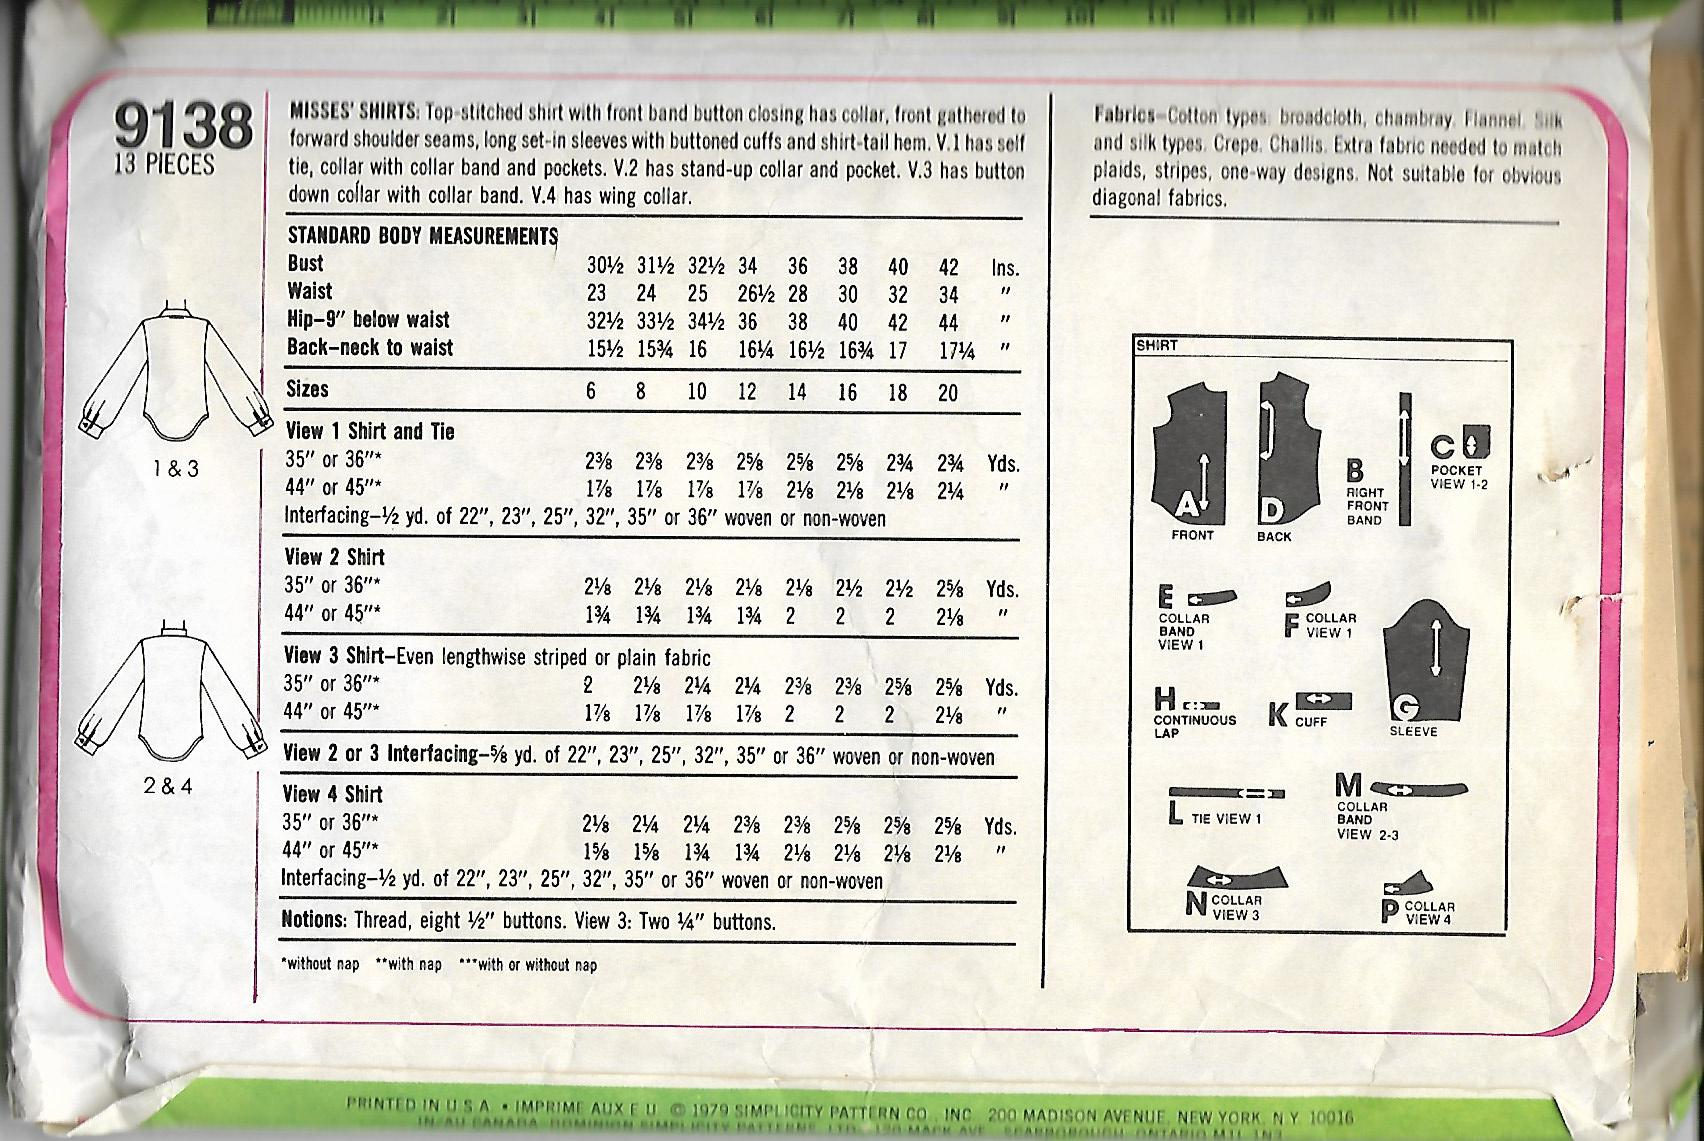 9138
13 PIECES
MISSES' SHIRTS: Top-stitched shirt with front band button closing has collar, front gathered to
forward shoulder seams, long set-in sleeves with buttoned cuffs and shirt-tail hem. V.1 has self
tie, collar with collar band and pockets. V.2 has stand-up collar and pocket. V.3 has button
down collar with collar band. V.4 has wing collar.
STANDARD BODY MEASUREMENTS
Bust 30½ 31½ 32½ 34 36 38 40 42 Ins.
Waist 23 24 25 26½ 28 30 32 34 "
Hip–9" below waist 32½ 33½ 34½ 36 38 40 42 44 "
Back–neck to waist 15½ 15¾ 16 16¼ 16½ 16¾ 17 17¼ "
Sizes 6 8 10 12 14 16 18 20
View 1 Shirt and Tie
35" or 36"* 2⅜ 2⅜ 2⅜ 2⅝ 2⅝ 2⅝ 2¾ 2¾ Yds.
44" or 45"* 1⅞ 1⅞ 1⅞ 1⅞ 2⅛ 2⅛ 2⅛ 2¼ "
Interfacing–½ yd. of 22", 23", 25", 32", 35" or 36" woven or non-woven
View 2 Shirt
35" or 36"* 2⅛ 2⅛ 2⅛ 2⅛ 2⅛ 2½ 2½ 2⅝ Yds.
44" or 45"* 1¾ 1¾ 1¾ 1¾ 2 2 2 2⅛ "
View 3 Shirt–Even lengthwise striped or plain fabric
35" or 36"* 2 2⅛ 2¼ 2¼ 2⅜ 2⅜ 2⅝ 2⅝ Yds.
44" or 45"* 1⅞ 1⅞ 1⅞ 1⅞ 2 2 2 2⅛ "
View 2 or 3 Interfacing–⅝ yd. of 22", 23", 25", 32", 35" or 36" woven or non-woven
View 4 Shirt
35" or 36"* 2⅛ 2¼ 2¼ 2⅜ 2⅜ 2⅝ 2⅝ 2⅝ Yds.
44" or 45"* 1⅝ 1⅝ 1¾ 1¾ 2⅛ 2⅛ 2⅛ 2⅛ "
Interfacing–½ yd. of 22", 23", 25", 32", 35" or 36" woven or non-woven
Notions: Thread, eight ½" buttons. View 3: Two ¼" buttons.
*without nap **with nap ***with or without nap
1 & 3
2 & 4
Fabrics–Cotton types: broadcloth, chambray. Flannel. Silk
and silk types. Crepe. Challis. Extra fabric needed to match
plaids, stripes, one-way designs. Not suitable for obvious
diagonal fabrics.
SHIRT
A
FRONT
D
BACK
B
RIGHT
FRONT
BAND
C
POCKET
VIEW 1-2
E
COLLAR
BAND
VIEW 1
F COLLAR
VIEW 1
G
SLEEVE
H
CONTINUOUS
LAP
K CUFF
L TIE VIEW 1
M
COLLAR
BAND
VIEW 2-3
N COLLAR
VIEW 3
P COLLAR
VIEW 4
PRINTED IN U.S.A. • IMPRIME AUX E.U. © 1979 SIMPLICITY PATTERN CO., INC. 200 MADISON AVENUE, NEW YORK, N.Y. 10016
IN/AU CANADA, DOMINION SIMPLICITY PATTERNS, LTD., 120 MACK AVE., SCARBOROUGH, ONTARIO M1L 1N3